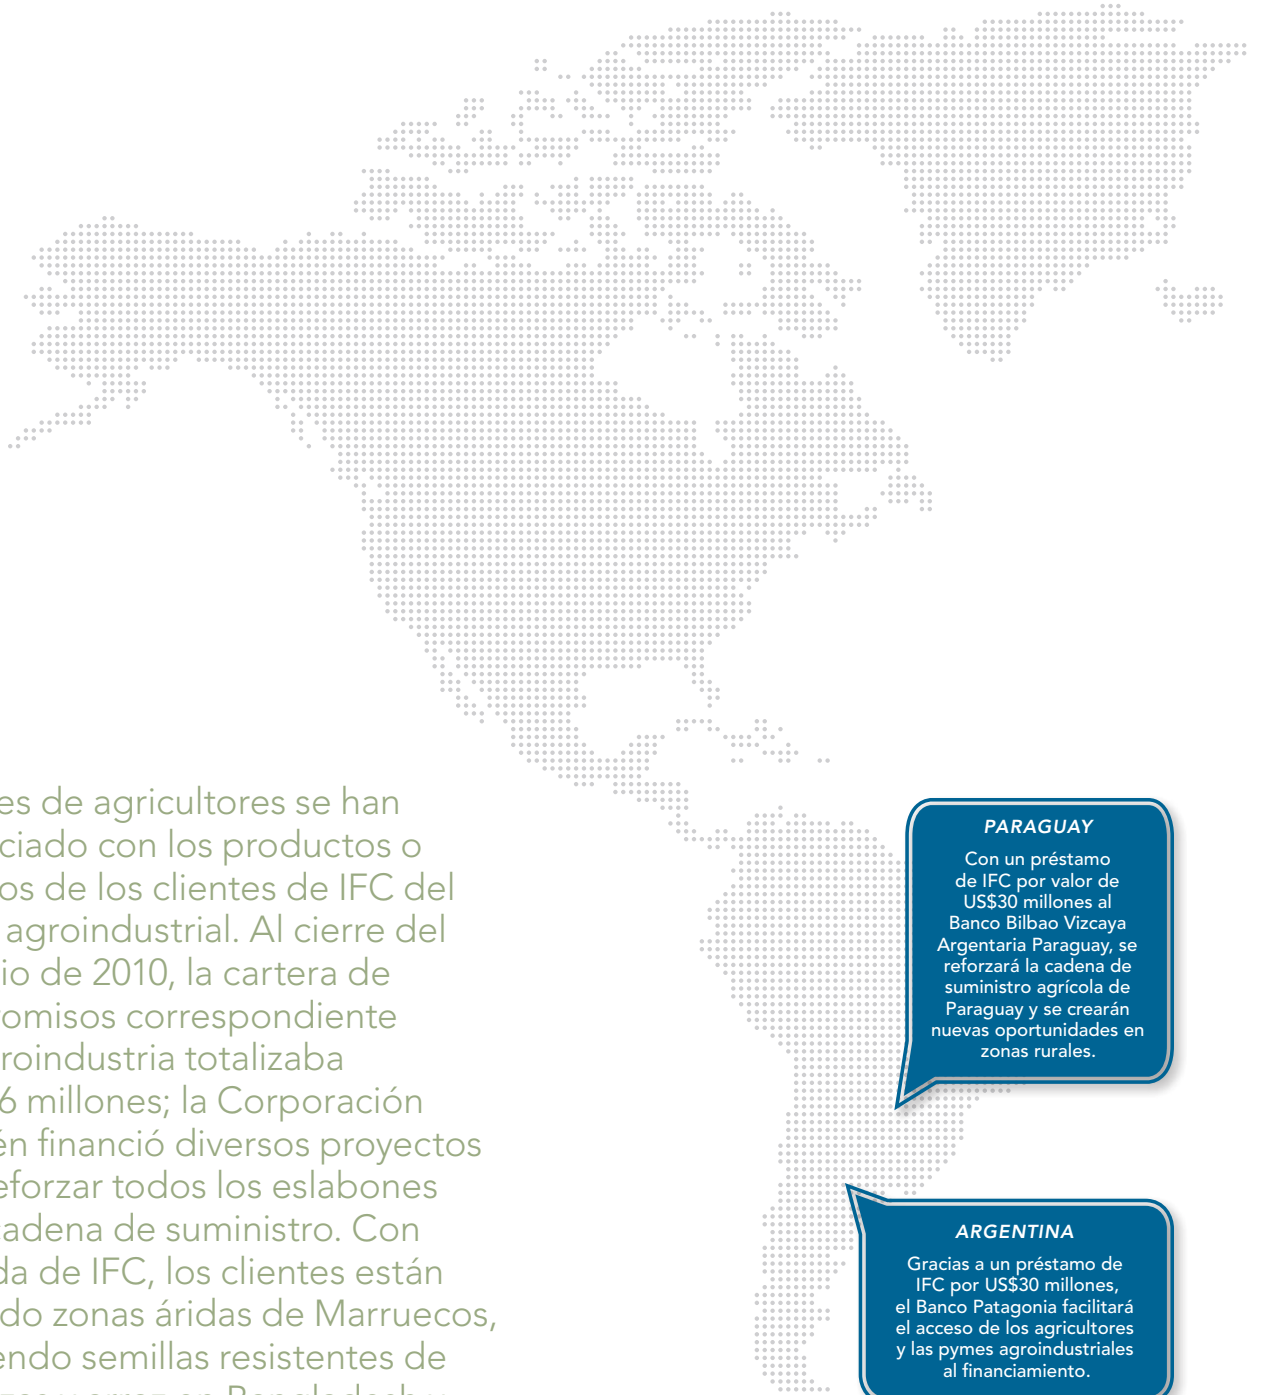 es de agricultores se han
ciado con los productos o
os de los clientes de IFC del
agroindustrial. Al cierre del
io de 2010, la cartera de
omisos correspondiente
roindustria totalizaba
6 millones; la Corporación
én financió diversos proyectos
eforzar todos los eslabones
cadena de suministro. Con
da de IFC, los clientes están
do zonas áridas de Marruecos,
endo semillas resistentes de
y arroz en Bangladesh y
PARAGUAY
Con un préstamo
de IFC por valor de
US$30 millones al
Banco Bilbao Vizcaya
Argentaria Paraguay, se
reforzará la cadena de
suministro agrícola de
Paraguay y se crearán
nuevas oportunidades en
zonas rurales.
ARGENTINA
Gracias a un préstamo de
IFC por US$30 millones,
el Banco Patagonia facilitará
el acceso de los agricultores
y las pymes agroindustriales
al financiamiento.